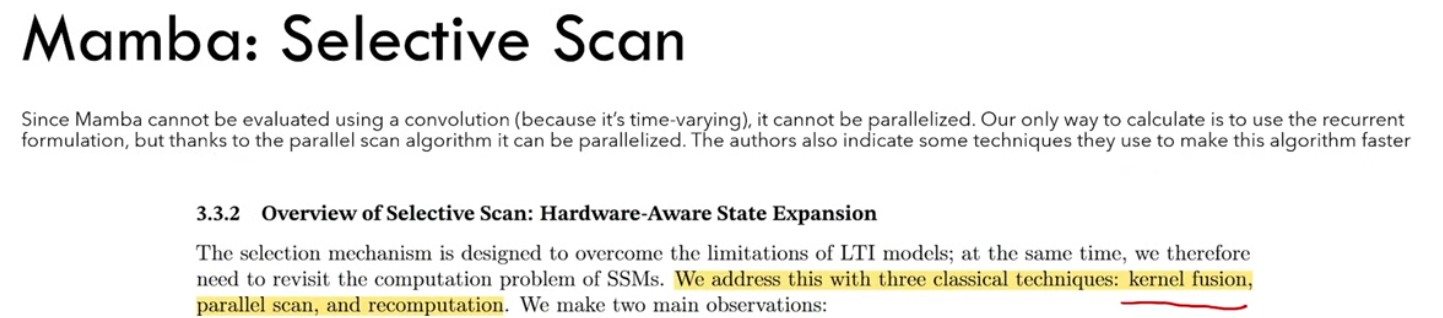 Mamba: Selective Scan
Since Mamba cannot be evaluated using a convolution (because it's time-varying), it cannot be parallelized. Our only way to calculate is to use the recurrent
formulation, but thanks to the parallel scan algorithm it can be parallelized. The authors also indicate some techniques they use to make this algorithm faster
3.3.2 Overview of Selective Scan: Hardware-Aware State Expansion
The selection mechanism is designed to overcome the limitations of LTI models; at the same time, we therefore
need to revisit the computation problem of SSMs. We address this with three classical techniques: kernel fusion,
parallel scan, and recomputation. We make two main observations: